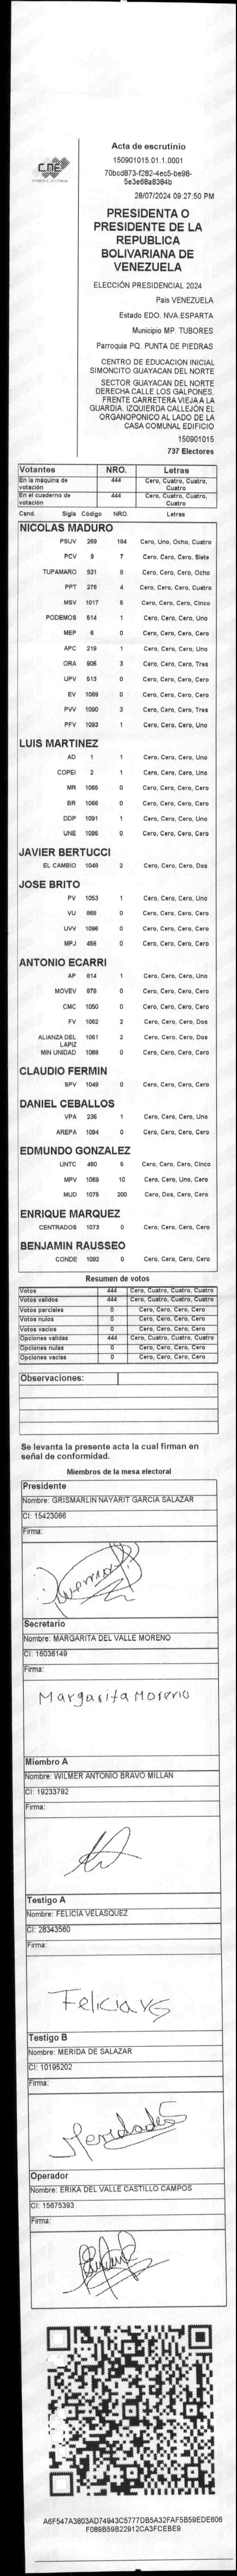 Acta de escrutinio
150901015.01.1.0001
70bcd873-f282-4ec5-be98-
5e3e68a8384b
28/07/2024 09:27:50 PM
CNE
PRESIDENTA O
PRESIDENTE DE LA
REPUBLICA
BOLIVARIANA DE
VENEZUELA
ELECCIÓN PRESIDENCIAL 2024
País VENEZUELA
Estado EDO. NVA.ESPARTA
Municipio MP. TUBORES
Parroquia PQ. PUNTA DE PIEDRAS
CENTRO DE EDUCACION INICIAL
SIMONCITO GUAYACAN DEL NORTE
SECTOR GUAYACAN DEL NORTE
DERECHA CALLE LOS GALPONES.
FRENTE CARRETERA VIEJA A LA
GUARDIA. IZQUIERDA CALLEJÓN EL
ORGANOPONICO AL LADO DE LA
CASA COMUNAL EDIFICIO
150901015
737 Electores
Votantes NRO. Letras
En la máquina de votación 444 Cero, Cuatro, Cuatro, Cuatro
En el cuaderno de votación 444 Cero, Cuatro, Cuatro, Cuatro
Cand. Sigla Código NRO. Letras
NICOLAS MADURO
PSUV 269 184 Cero, Uno, Ocho, Cuatro
PCV 9 7 Cero, Cero, Cero, Siete
TUPAMARO 931 8 Cero, Cero, Cero, Ocho
PPT 276 4 Cero, Cero, Cero, Cuatro
MSV 1017 5 Cero, Cero, Cero, Cinco
PODEMOS 514 1 Cero, Cero, Cero, Uno
MEP 6 0 Cero, Cero, Cero, Cero
APC 219 1 Cero, Cero, Cero, Uno
ORA 906 3 Cero, Cero, Cero, Tres
UPV 513 0 Cero, Cero, Cero, Cero
EV 1089 0 Cero, Cero, Cero, Cero
PVV 1090 3 Cero, Cero, Cero, Tres
PFV 1093 1 Cero, Cero, Cero, Uno
LUIS MARTINEZ
AD 1 1 Cero, Cero, Cero, Uno
COPEI 2 1 Cero, Cero, Cero, Uno
MR 1065 0 Cero, Cero, Cero, Cero
BR 1066 0 Cero, Cero, Cero, Cero
DDP 1091 1 Cero, Cero, Cero, Uno
UNE 1095 0 Cero, Cero, Cero, Cero
JAVIER BERTUCCI
EL CAMBIO 1048 2 Cero, Cero, Cero, Dos
JOSE BRITO
PV 1053 1 Cero, Cero, Cero, Uno
VU 869 0 Cero, Cero, Cero, Cero
UVV 1096 0 Cero, Cero, Cero, Cero
MPJ 458 0 Cero, Cero, Cero, Cero
ANTONIO ECARRI
AP 814 1 Cero, Cero, Cero, Uno
MOVEV 878 0 Cero, Cero, Cero, Cero
CMC 1050 0 Cero, Cero, Cero, Cero
FV 1062 2 Cero, Cero, Cero, Dos
ALIANZA DEL LAPIZ 1051 2 Cero, Cero, Cero, Dos
MIN UNIDAD 1068 0 Cero, Cero, Cero, Cero
CLAUDIO FERMIN
SPV 1049 0 Cero, Cero, Cero, Cero
DANIEL CEBALLOS
VPA 236 1 Cero, Cero, Cero, Uno
AREPA 1094 0 Cero, Cero, Cero, Cero
EDMUNDO GONZALEZ
UNTC 460 5 Cero, Cero, Cero, Cinco
MPV 1069 10 Cero, Cero, Uno, Cero
MUD 1075 200 Cero, Dos, Cero, Cero
ENRIQUE MARQUEZ
CENTRADOS 1073 0 Cero, Cero, Cero, Cero
BENJAMIN RAUSSEO
CONDE 1092 0 Cero, Cero, Cero, Cero
Resumen de votos
Votos 444 Cero, Cuatro, Cuatro, Cuatro
Votos validos 444 Cero, Cuatro, Cuatro, Cuatro
Votos parciales 0 Cero, Cero, Cero, Cero
Votos nulos 0 Cero, Cero, Cero, Cero
Votos vacios 0 Cero, Cero, Cero, Cero
Opciones validas 444 Cero, Cuatro, Cuatro, Cuatro
Opciones nulas 0 Cero, Cero, Cero, Cero
Opciones vacias 0 Cero, Cero, Cero, Cero
Observaciones:
Se levanta la presente acta la cual firman en
señal de conformidad.
Miembros de la mesa electoral
Presidente
Nombre: GRISMARLIN NAYARIT GARCIA SALAZAR
CI: 15423066
Firma:
Secretario
Nombre: MARGARITA DEL VALLE MORENO
CI: 16036149
Firma:
Margarita Moreno
Miembro A
Nombre: WILMER ANTONIO BRAVO MILLAN
CI: 19233792
Firma:
Testigo A
Nombre: FELICIA VELASQUEZ
CI: 28343560
Firma:
Felicia VG
Testigo B
Nombre: MERIDA DE SALAZAR
CI: 10195202
Firma:
Meridades
Operador
Nombre: ERIKA DEL VALLE CASTILLO CAMPOS
CI: 15675393
Firma:
A6F547A3803AD74943C5777DB5A32FAF5B59EDE606
F089B59B22912CA3FCEBE9